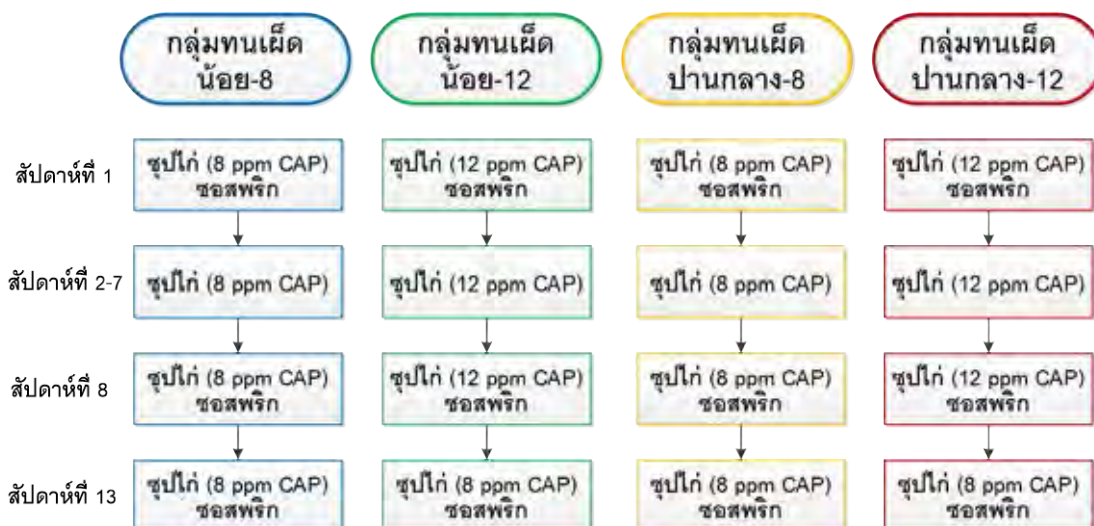 กลุ่มทนเผ็ด
น้อย-8
กลุ่มทนเผ็ด
น้อย-12
กลุ่มทนเผ็ด
ปานกลาง-8
กลุ่มทนเผ็ด
ปานกลาง-12
สัปดาห์ที่ 1
ซุปไก่ (8 ppm CAP)
ซอสพริก
ซุปไก่ (12 ppm CAP)
ซอสพริก
ซุปไก่ (8 ppm CAP)
ซอสพริก
ซุปไก่ (12 ppm CAP)
ซอสพริก
สัปดาห์ที่ 2-7
ซุปไก่ (8 ppm CAP)
ซุปไก่ (12 ppm CAP)
ซุปไก่ (8 ppm CAP)
ซุปไก่ (12 ppm CAP)
สัปดาห์ที่ 8
ซุปไก่ (8 ppm CAP)
ซอสพริก
ซุปไก่ (12 ppm CAP)
ซอสพริก
ซุปไก่ (8 ppm CAP)
ซอสพริก
ซุปไก่ (12 ppm CAP)
ซอสพริก
สัปดาห์ที่ 13
ซุปไก่ (8 ppm CAP)
ซอสพริก
ซุปไก่ (8 ppm CAP)
ซอสพริก
ซุปไก่ (8 ppm CAP)
ซอสพริก
ซุปไก่ (8 ppm CAP)
ซอสพริก